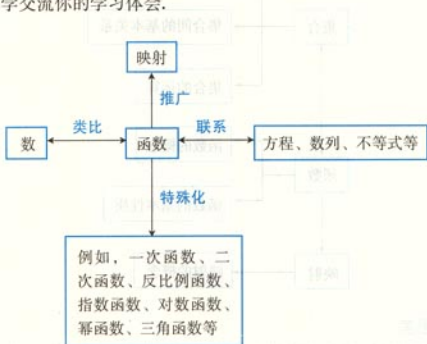 学交流你的学习体会.
映射
推广
类比
联系
数
函数
方程、数列、不等式等
特殊化
例如，一次函数、二
次函数、反比例函数、
指数函数、对数函数、
幂函数、三角函数等